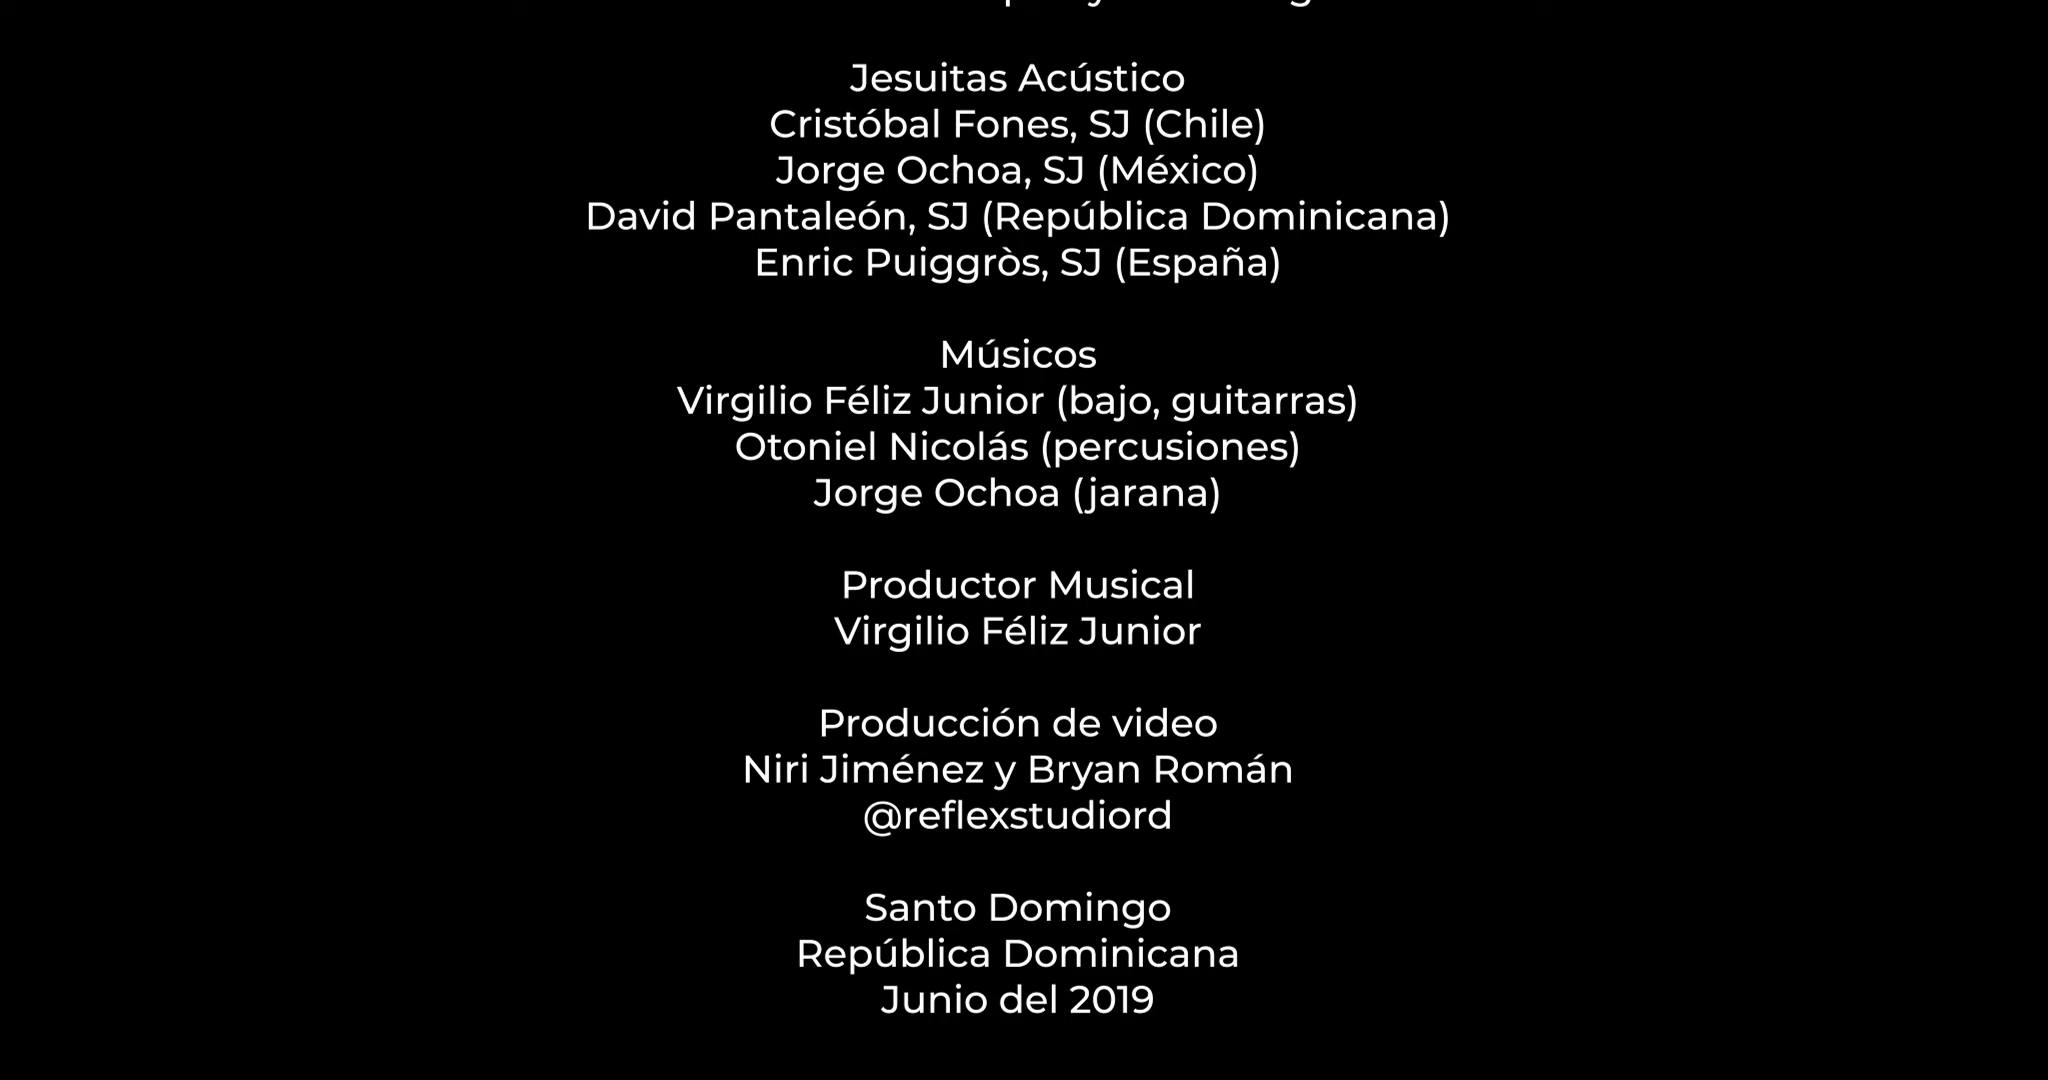 Jesuitas Acústico
Cristóbal Fones, SJ (Chile)
Jorge Ochoa, SJ (México)
David Pantaleón, SJ (República Dominicana)
Enric Puiggròs, SJ (España)
Músicos
Virgilio Féliz Junior (bajo, guitarras)
Otoniel Nicolás (percusiones)
Jorge Ochoa (jarana)
Productor Musical
Virgilio Féliz Junior
Producción de video
Niri Jiménez y Bryan Román
@reflexstudiord
Santo Domingo
República Dominicana
Junio del 2019